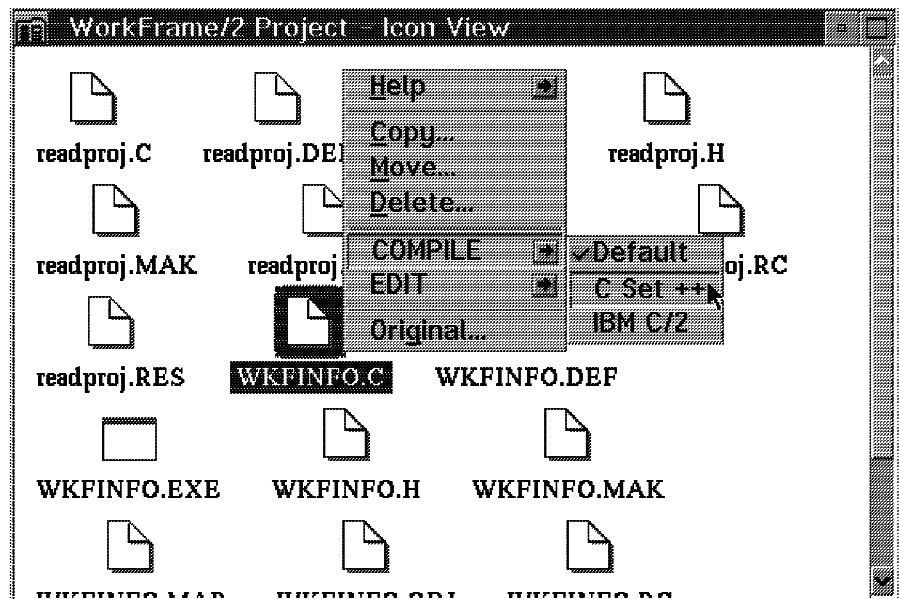 WorkFrame/2 Project - Icon View
Help
readproj.C
readproj.DE
Copy...
readproj.H
Move...
Delete...
COMPILE
Default
readproj.MAK
readproj.
oj.RC
EDIT
C Set ++
IBM C/2
Original...
readproj.RES
WKFINFO.C
WKFINFO.DEF
WKFINFO.EXE
WKFINFO.H
WKFINFO.MAK